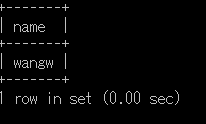 +-------+
| name  |
+-------+
| wangw |
+-------+
1 row in set (0.00 sec)